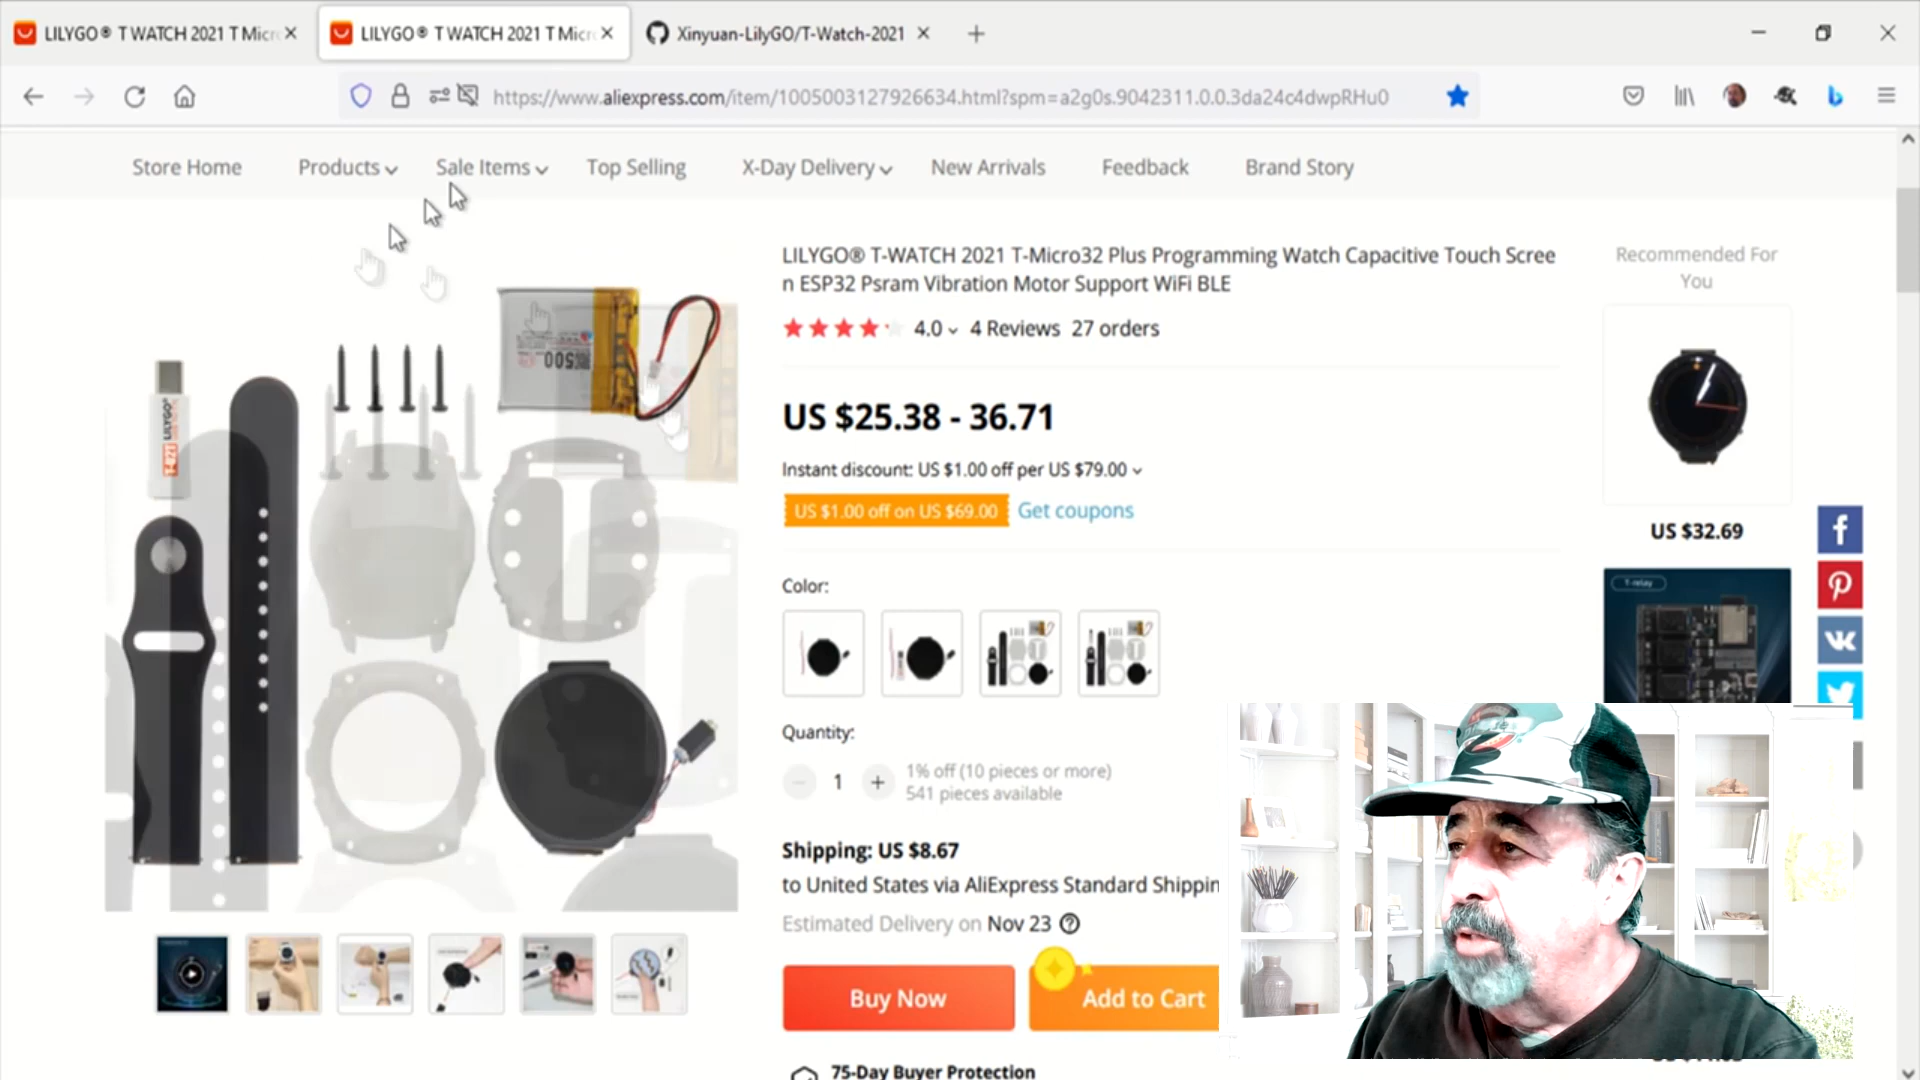 LILYGO® T WATCH 2021 T Micr
LILYGO® T WATCH 2021 T Micr
Xinyuan-LilyGO/T-Watch-2021
https://www.aliexpress.com/item/1005003127926634.html?spm=a2g0s.9042311.0.0.3da24c4dwpRHu0
Store Home Products Sale Items Top Selling X-Day Delivery New Arrivals Feedback Brand Story
LILYGO® T-WATCH 2021 T-Micro32 Plus Programming Watch Capacitive Touch Scree
n ESP32 Psram Vibration Motor Support WiFi BLE
4.0 4 Reviews 27 orders
US $25.38 - 36.71
Instant discount: US $1.00 off per US $79.00
US $1.00 off on US $69.00 Get coupons
Color:
Quantity:
1
1% off (10 pieces or more)
541 pieces available
Shipping: US $8.67
to United States via AliExpress Standard Shippin
Estimated Delivery on Nov 23
Buy Now
Add to Cart
75-Day Buyer Protection
Recommended For
You
US $32.69
T-relay
LILYGO®
T-U2T
500